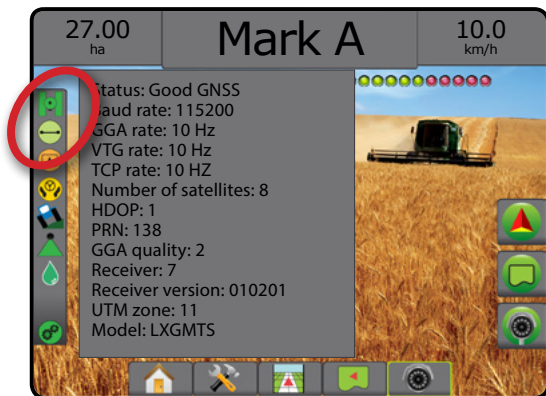 27.00
ha
Mark A
10.0
km/h
Status: Good GNSS
Baud rate: 115200
GGA rate: 10 Hz
VTG rate: 10 Hz
TCP rate: 10 HZ
Number of satellites: 8
HDOP: 1
PRN: 138
GGA quality: 2
Receiver: 7
Receiver version: 010201
UTM zone: 11
Model: LXGMTS